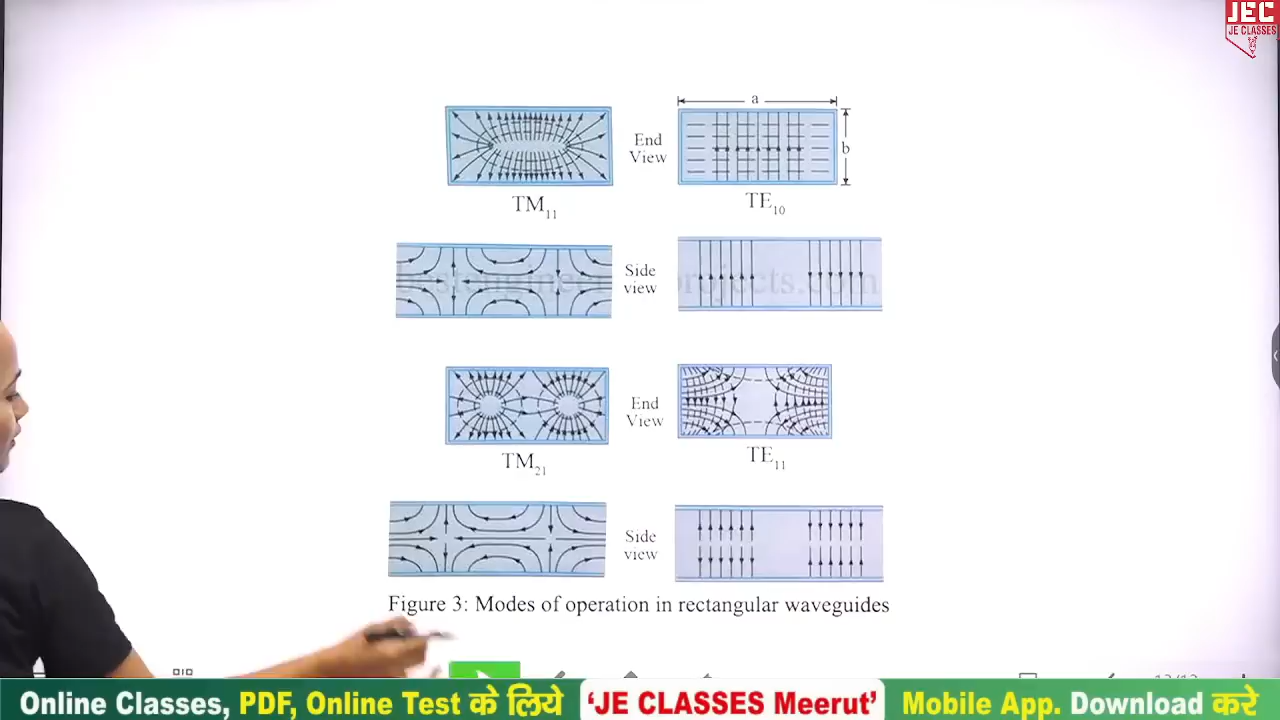 JEC
JE CLASSES
a
End
View
b
TM11
TE10
Side
view
End
View
TM21
TE11
Side
view
Figure 3: Modes of operation in rectangular waveguides
Online Classes, PDF, Online Test के लिये 'JE CLASSES Meerut' Mobile App. Download करे